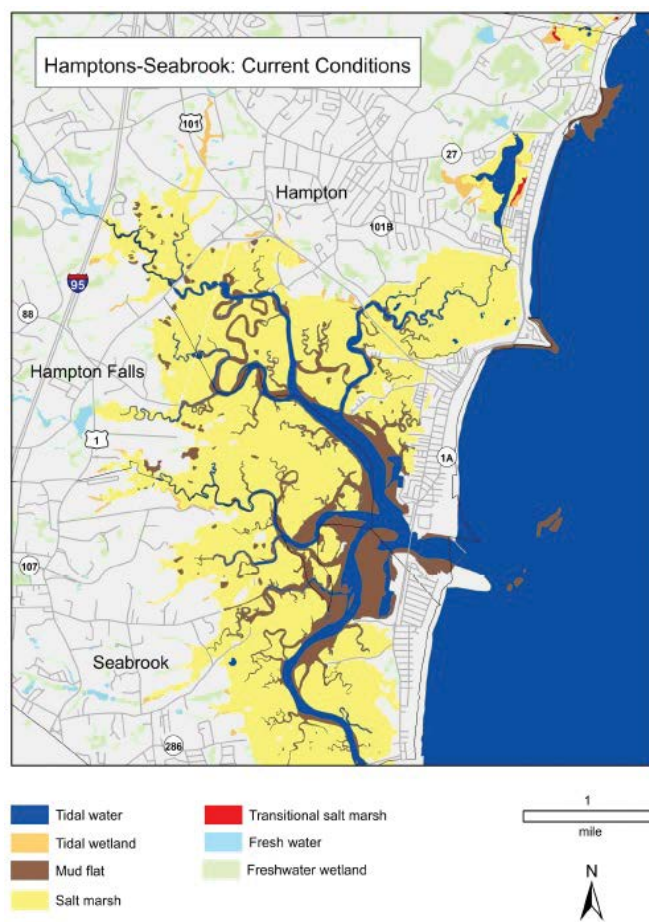 Hamptons-Seabrook: Current Conditions
101
27
Hampton
101B
95
88
Hampton Falls
1
1A
107
Seabrook
286
Tidal water
Tidal wetland
Mud flat
Salt marsh
Transitional salt marsh
Fresh water
Freshwater wetland
1
mile
N